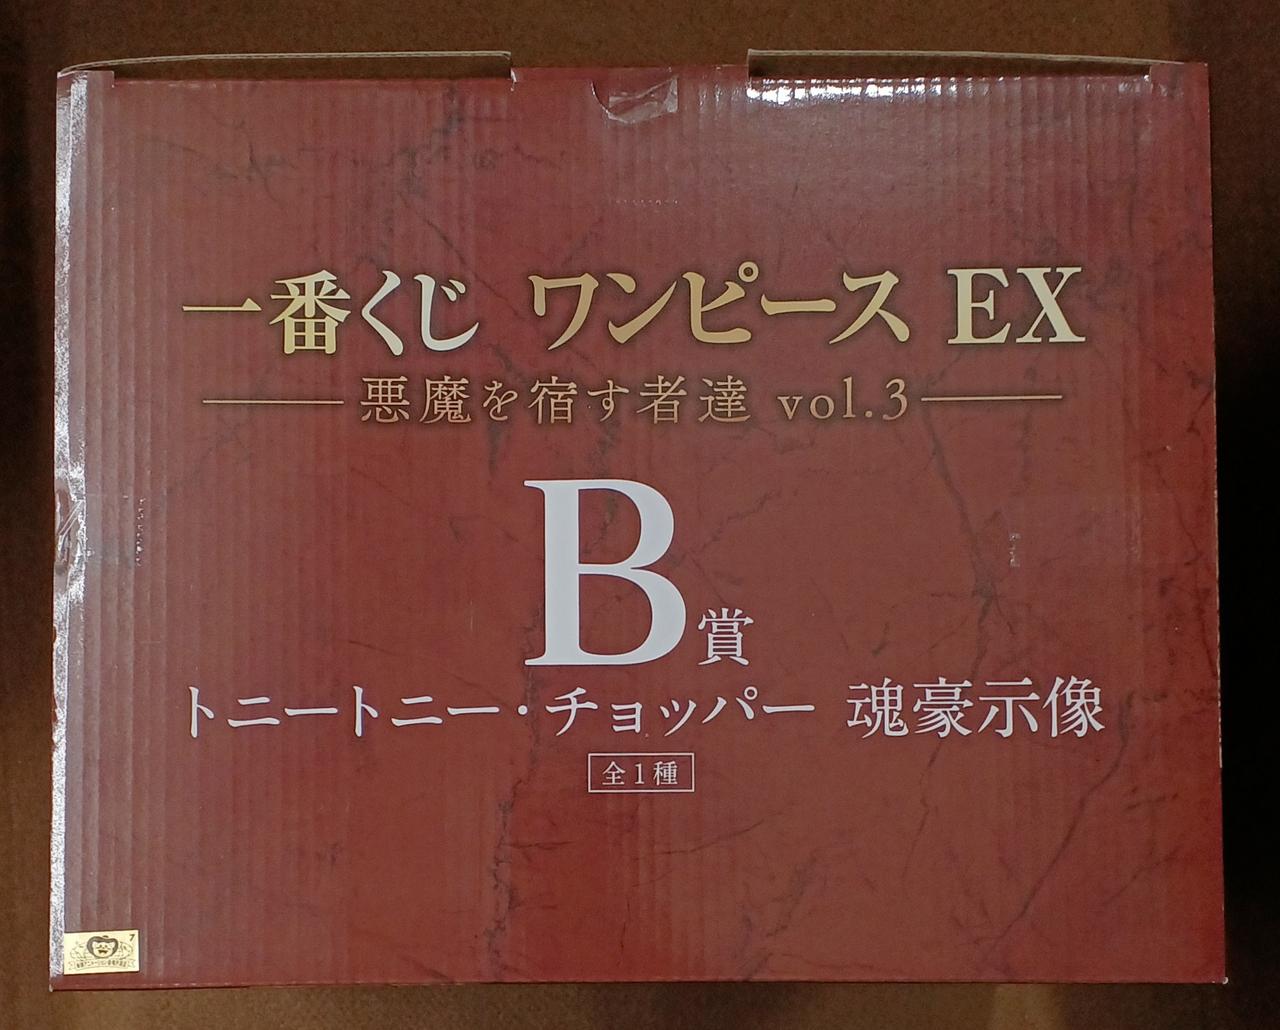 一番くじ ワンピース EX
悪魔を宿す者達 vol.3
B賞
トニートニー・チョッパー 魂豪示像
全1種
7